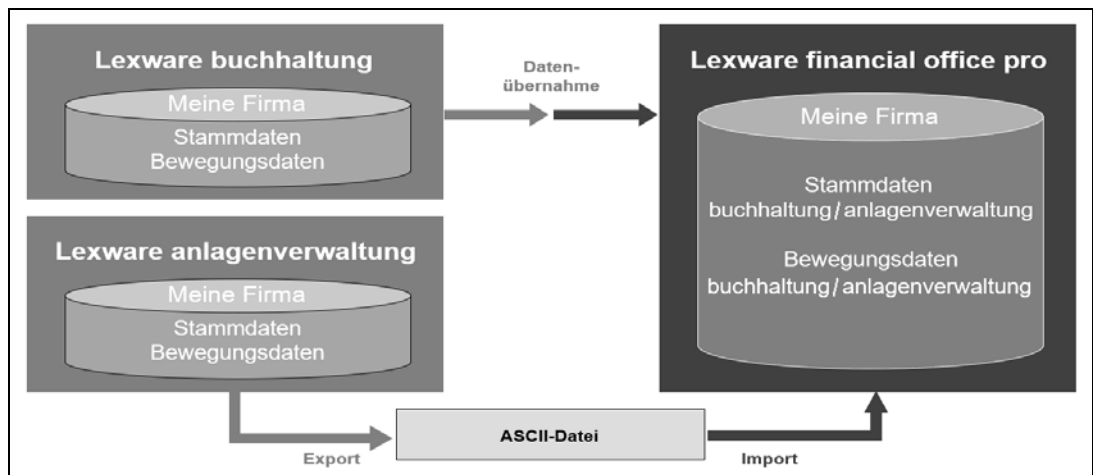 Lexware buchhaltung
Meine Firma
Stammdaten
Bewegungsdaten
Daten-
übernahme
Lexware financial office pro
Meine Firma
Stammdaten
buchhaltung/anlagenverwaltung
Bewegungsdaten
buchhaltung/anlagenverwaltung
Lexware anlagenverwaltung
Meine Firma
Stammdaten
Bewegungsdaten
Export
ASCII-Datei
Import